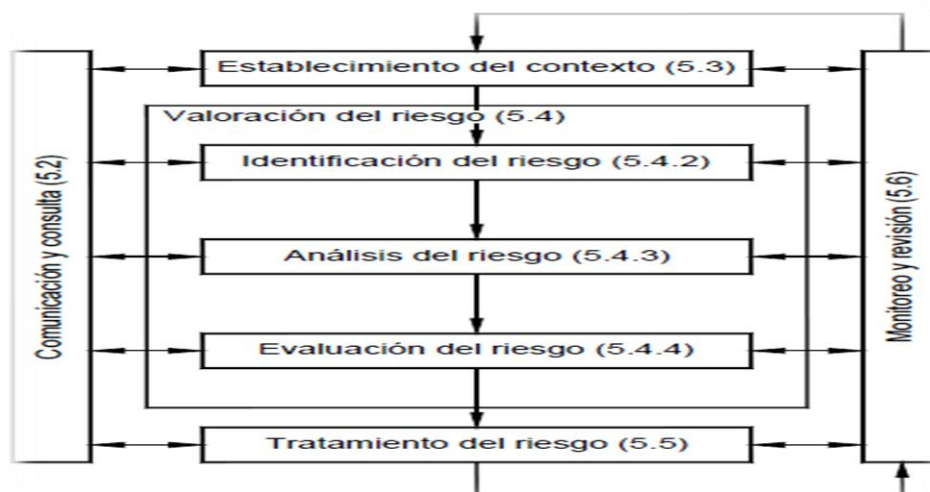 Establecimiento del contexto (5.3)
Valoración del riesgo (5.4)
Identificación del riesgo (5.4.2)
Análisis del riesgo (5.4.3)
Evaluación del riesgo (5.4.4)
Tratamiento del riesgo (5.5)
Comunicación y consulta (5.2)
Monitoreo y revisión (5.6)